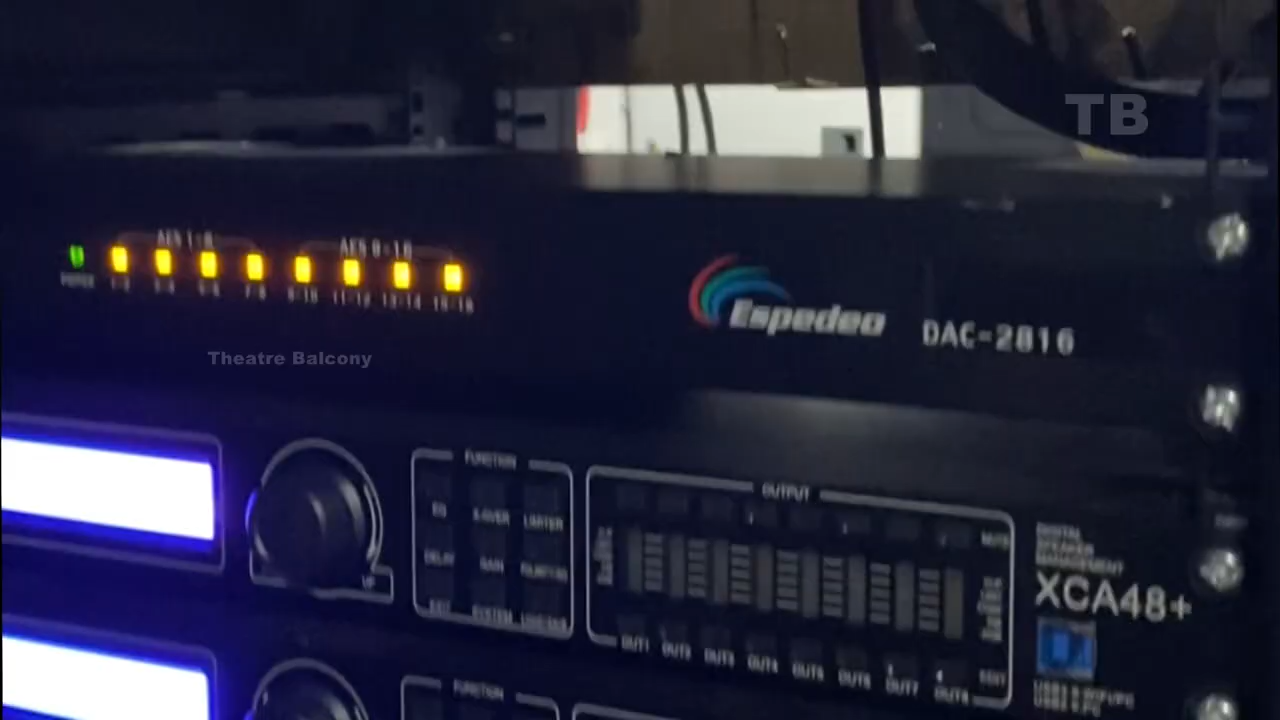 TB
AES 1-8
AES 9-16
POWER
1-2 3-4 5-6 7-8 9-10 11-12 13-14 15-16
Espedeo
DAC-2816
Theatre Balcony
FUNCTION
EQ X-OVER LIMITER
DELAY GAIN
EXIT SYSTEM
UP
OUTPUT
MUTE
OUT1 OUT2 OUT3 OUT4 OUT5 OUT6 OUT7 OUT8
EDIT
DIGITAL
SPEAKER
MANAGEMENT
XCA48+
FUNCTION